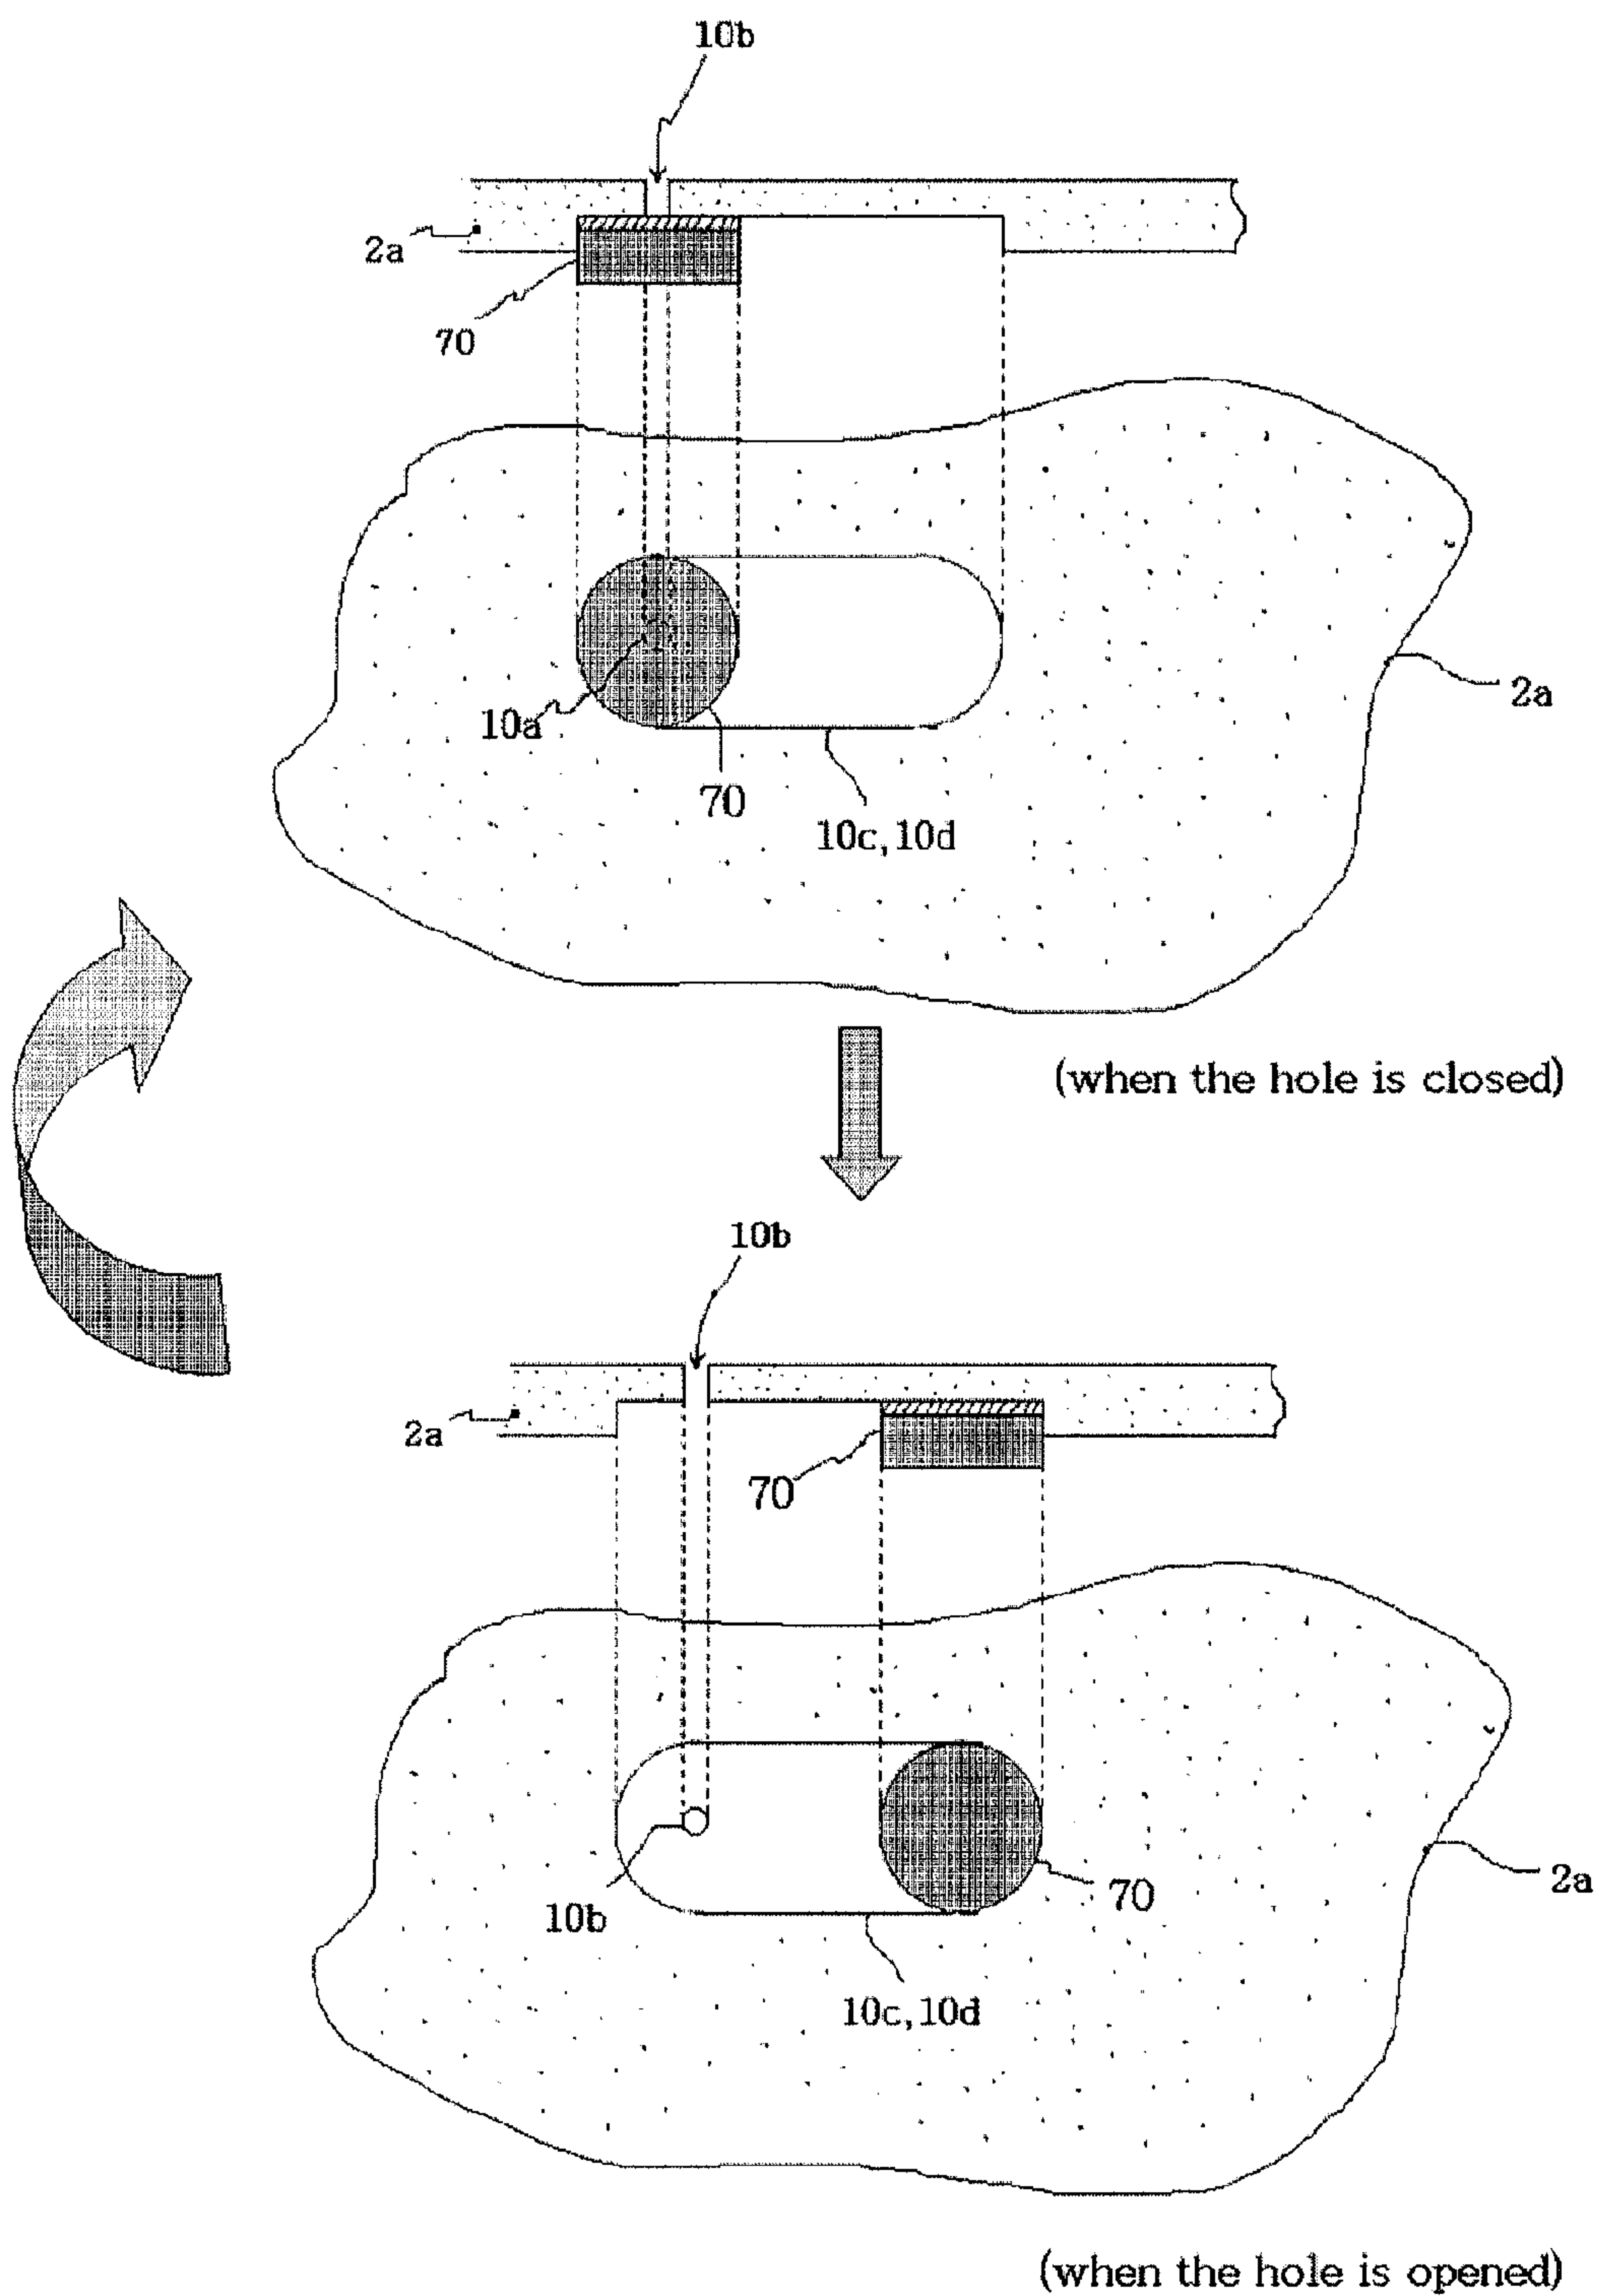 10b
2a
70
10a
70
10c,10d
2a
(when the hole is closed)
10b
2a
70
10b
70
2a
10c,10d
(when the hole is opened)